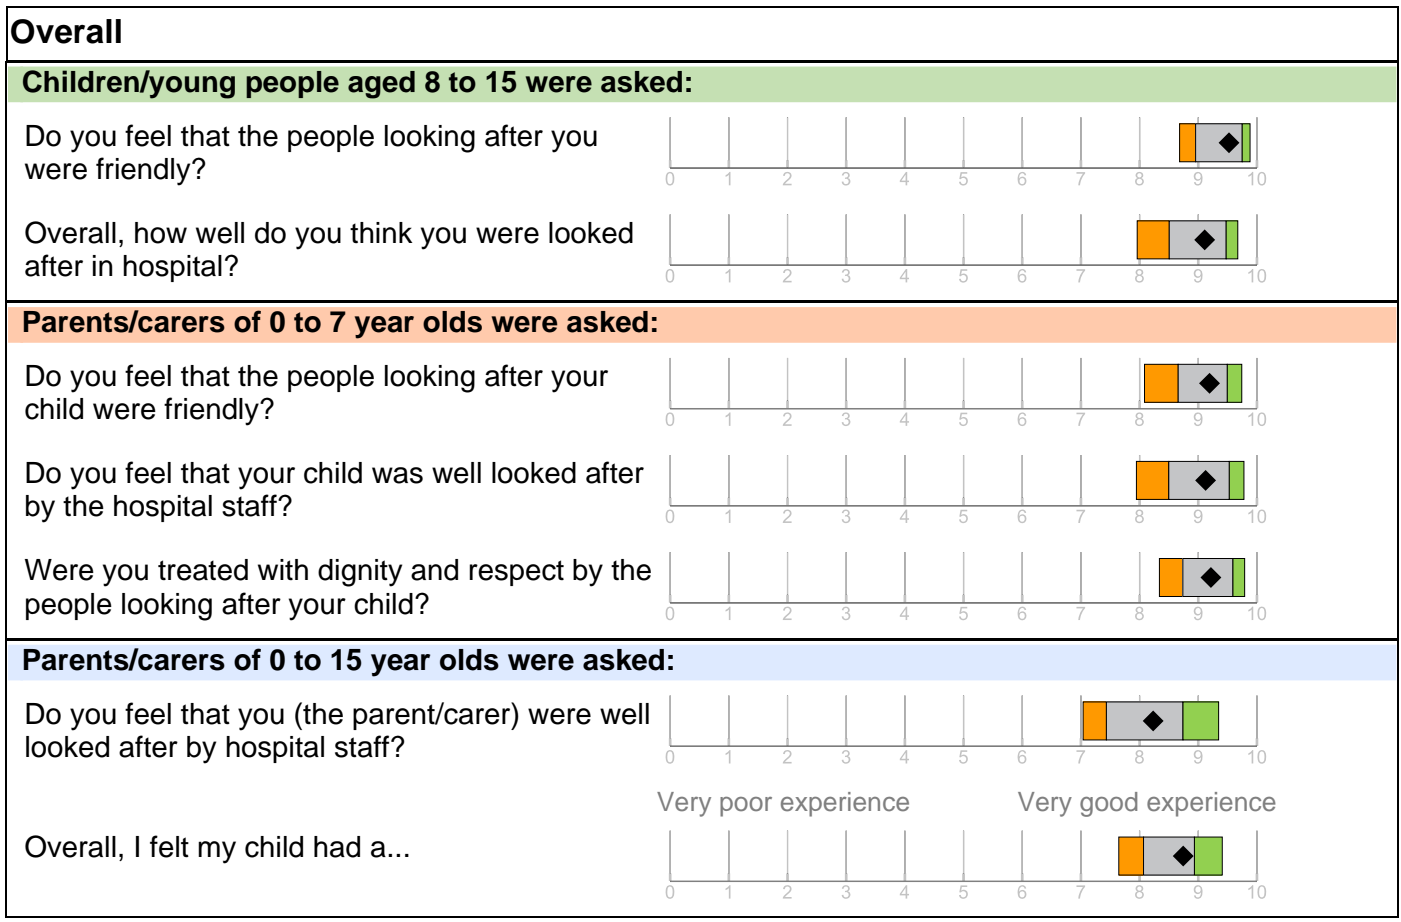 Overall
Children/young people aged 8 to 15 were asked:
Do you feel that the people looking after you
were friendly?
0 1 2 3 4 5 6 7 8 9 10
Overall, how well do you think you were looked
after in hospital?
0 1 2 3 4 5 6 7 8 9 10
Parents/carers of 0 to 7 year olds were asked:
Do you feel that the people looking after your
child were friendly?
0 1 2 3 4 5 6 7 8 9 10
Do you feel that your child was well looked after
by the hospital staff?
0 1 2 3 4 5 6 7 8 9 10
Were you treated with dignity and respect by the
people looking after your child?
0 1 2 3 4 5 6 7 8 9 10
Parents/carers of 0 to 15 year olds were asked:
Do you feel that you (the parent/carer) were well
looked after by hospital staff?
0 1 2 3 4 5 6 7 8 9 10
Very poor experience Very good experience
Overall, I felt my child had a...
0 1 2 3 4 5 6 7 8 9 10